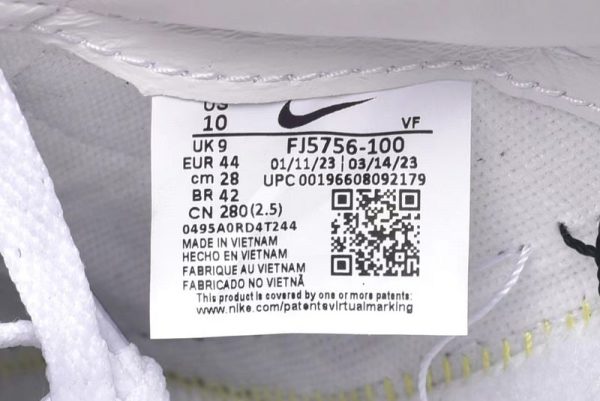 US
10 VF
UK 9 FJ5756-100
EUR 44 01/11/23 | 03/14/23
cm 28 UPC 00196608092179
BR 42
CN 280(2.5)
0495A0RD4T244
MADE IN VIETNAM
HECHO EN VIETNAM
FABRIQUE AU VIETNAM
FABRICADO NO VIETNÃ
This product is covered by one or more patents:
www.nike.com/patentsvirtualmarking